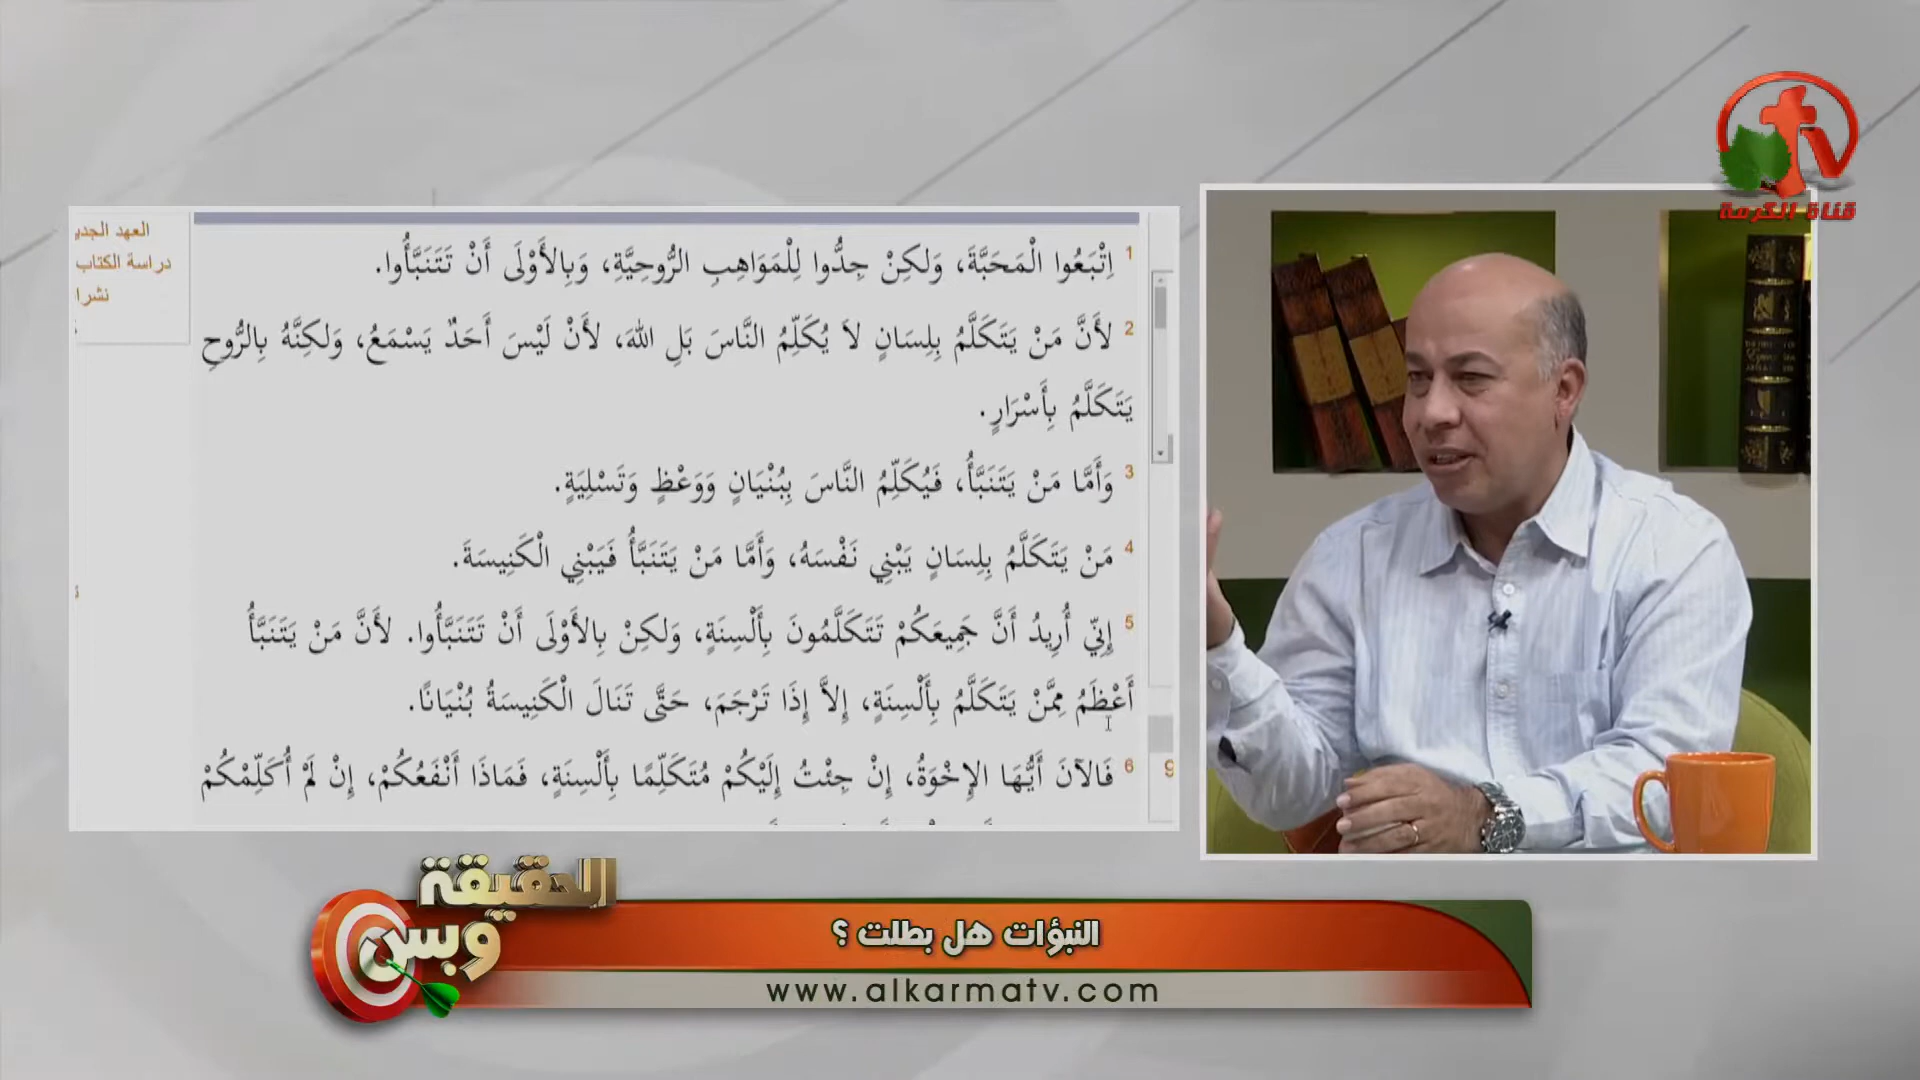 tv
قناة الكرمة
العهد الجدي
دراسة الكتاب
نشرا
1 اِتْبَعُوا الْمَحَبَّةَ، وَلكِنْ جِدُّوا لِلْمَوَاهِبِ الرُّوحِيَّةِ، وَبِالأَوْلَى أَنْ تَتَنَبَّأُوا.
2 لأَنَّ مَنْ يَتَكَلَّمُ بِلِسَانٍ لاَ يُكَلِّمُ النَّاسَ بَلِ اللهَ، لأَنْ لَيْسَ أَحَدٌ يَسْمَعُ، وَلكِنَّهُ بِالرُّوحِ
يَتَكَلَّمُ بِأَسْرَارٍ.
3 وَأَمَّا مَنْ يَتَنَبَّأُ، فَيُكَلِّمُ النَّاسَ بِبُنْيَانٍ وَوَعْظٍ وَتَسْلِيَةٍ.
4 مَنْ يَتَكَلَّمُ بِلِسَانٍ يَبْنِي نَفْسَهُ، وَأَمَّا مَنْ يَتَنَبَّأُ فَيَبْنِي الْكَنِيسَةَ.
5 إِنِّي أُرِيدُ أَنَّ جَمِيعَكُمْ تَتَكَلَّمُونَ بِأَلْسِنَةٍ، وَلكِنْ بِالأَوْلَى أَنْ تَتَنَبَّأُوا. لأَنَّ مَنْ يَتَنَبَّأُ
أَعْظَمُ مِمَّنْ يَتَكَلَّمُ بِأَلْسِنَةٍ، إِلاَّ إِذَا تَرْجَمَ، حَتَّى تَنَالَ الْكَنِيسَةُ بُنْيَانًا.
6 فَالآنَ أَيُّهَا الإِخْوَةُ، إِنْ جِئْتُ إِلَيْكُمْ مُتَكَلِّمًا بِأَلْسِنَةٍ، فَمَاذَا أَنْفَعُكُمْ، إِنْ لَمْ أُكَلِّمْكُمْ
9
الحقيقة
وبس
النبؤات هل بطلت ؟
www.alkarmatv.com